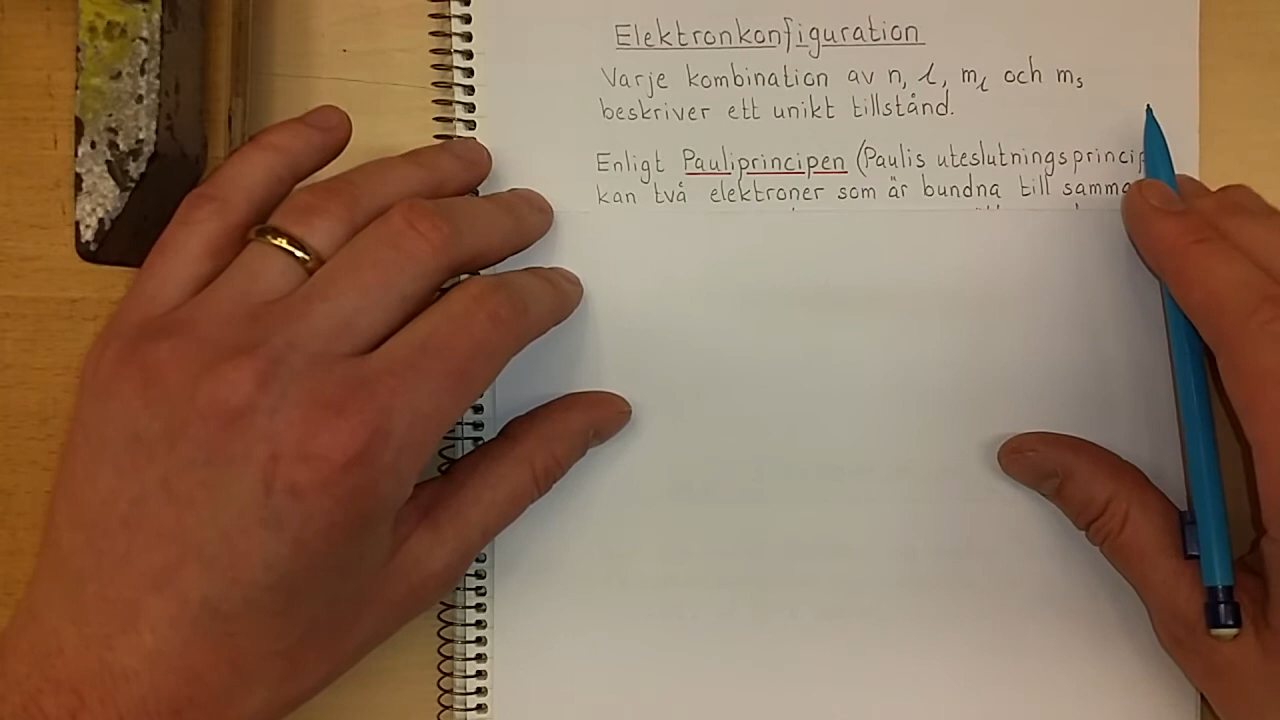 Elektronkonfiguration
Varje kombination av n, l, mₗ och mₛ
beskriver ett unikt tillstånd.
Enligt Pauliprincipen (Paulis uteslutningsprincip
kan två elektroner som är bundna till samma